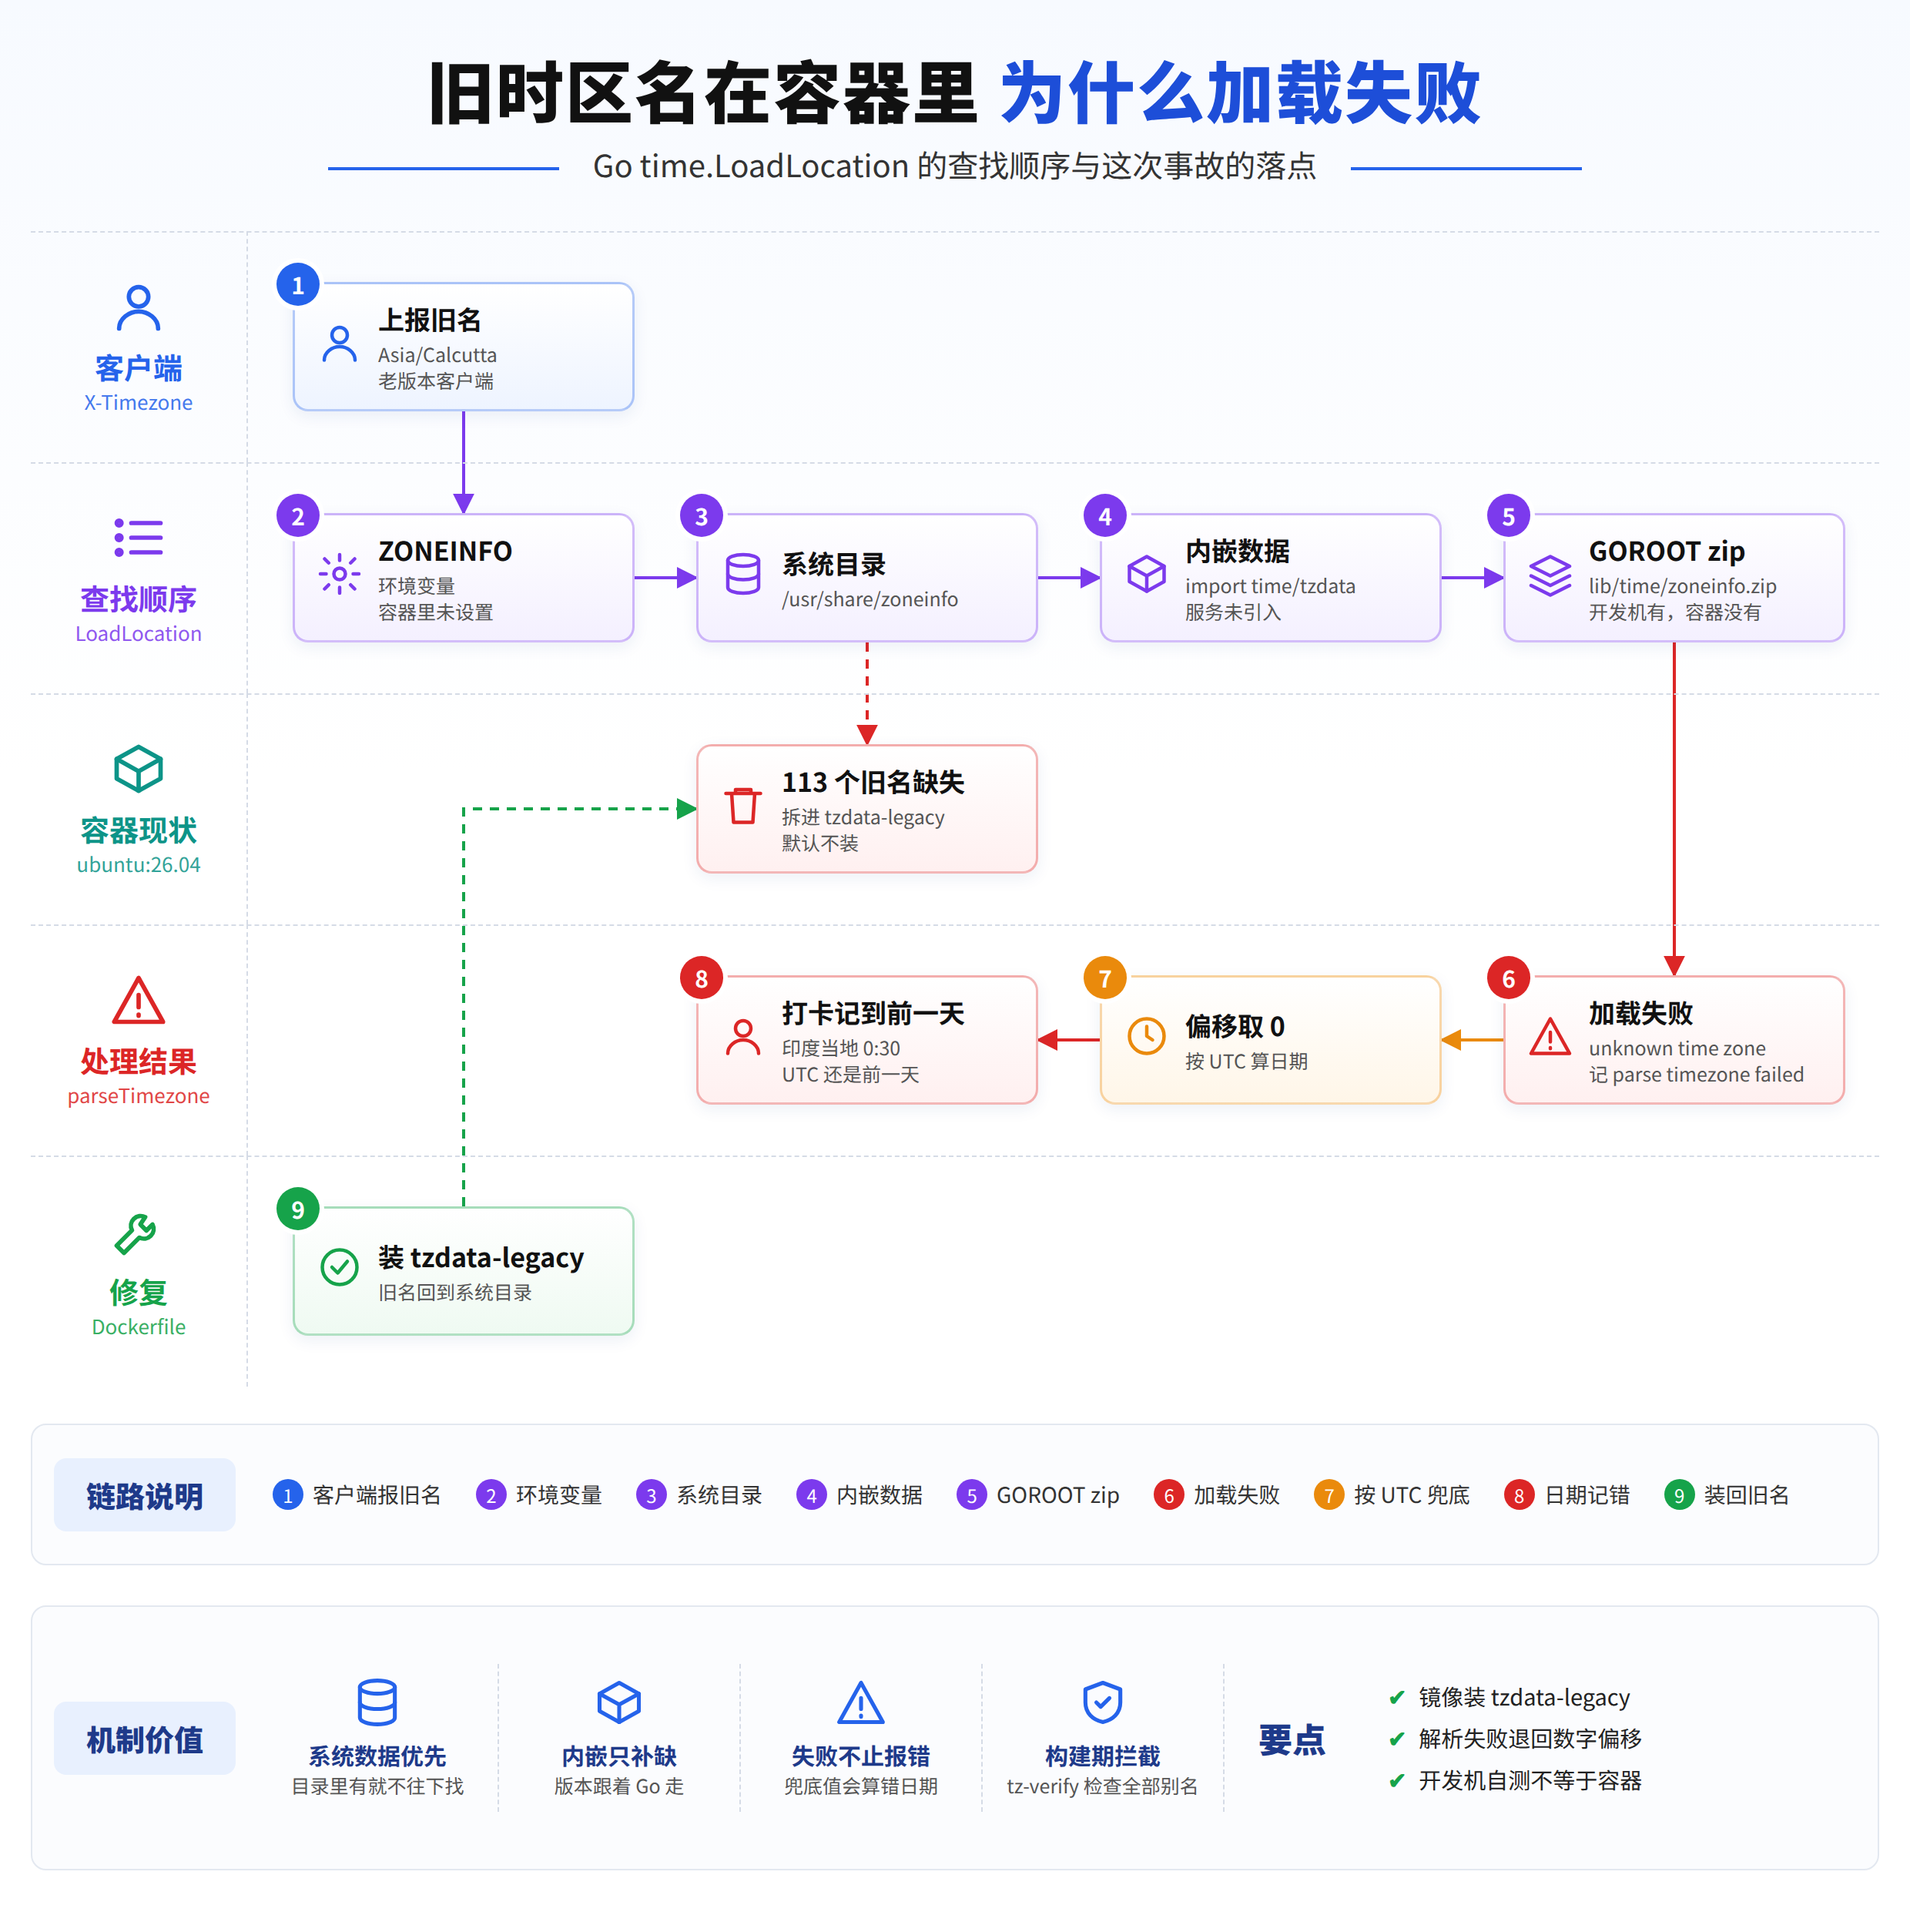 旧时区名在容器里 为什么加载失败
Go time.LoadLocation 的查找顺序与这次事故的落点
客户端
X-Timezone
1
上报旧名
Asia/Calcutta
老版本客户端
查找顺序
LoadLocation
2
ZONEINFO
环境变量
容器里未设置
3
系统目录
/usr/share/zoneinfo
4
内嵌数据
import time/tzdata
服务未引入
5
GOROOT zip
lib/time/zoneinfo.zip
开发机有，容器没有
容器现状
ubuntu:26.04
113 个旧名缺失
拆进 tzdata-legacy
默认不装
处理结果
parseTimezone
8
打卡记到前一天
印度当地 0:30
UTC 还是前一天
7
偏移取 0
按 UTC 算日期
6
加载失败
unknown time zone
记 parse timezone failed
修复
Dockerfile
9
装 tzdata-legacy
旧名回到系统目录
链路说明
1 客户端报旧名
2 环境变量
3 系统目录
4 内嵌数据
5 GOROOT zip
6 加载失败
7 按 UTC 兜底
8 日期记错
9 装回旧名
机制价值
系统数据优先
目录里有就不往下找
内嵌只补缺
版本跟着 Go 走
失败不止报错
兜底值会算错日期
构建期拦截
tz-verify 检查全部别名
要点
✔ 镜像装 tzdata-legacy
✔ 解析失败退回数字偏移
✔ 开发机自测不等于容器